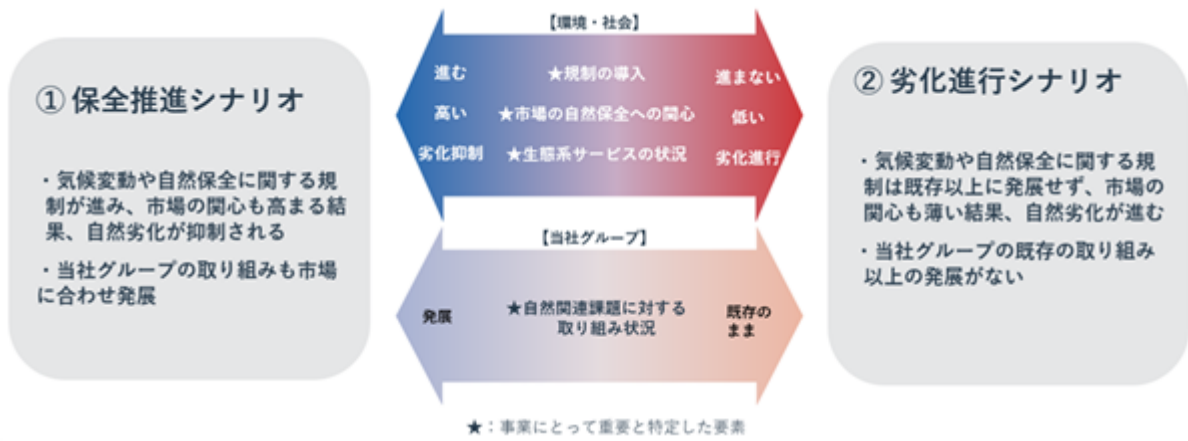 ① 保全推進シナリオ
・気候変動や自然保全に関する規
制が進み、市場の関心も高まる結
果、自然劣化が抑制される
・当社グループの取り組みも市場
に合わせ発展
【環境・社会】
進む ★規制の導入 進まない
高い ★市場の自然保全への関心 低い
劣化抑制 ★生態系サービスの状況 劣化進行
【当社グループ】
発展 ★自然関連課題に対する
取り組み状況
既存の
まま
② 劣化進行シナリオ
・気候変動や自然保全に関する規
制は既存以上に発展せず、市場の
関心も薄い結果、自然劣化が進む
・当社グループの既存の取り組み
以上の発展がない
★：事業にとって重要と特定した要素